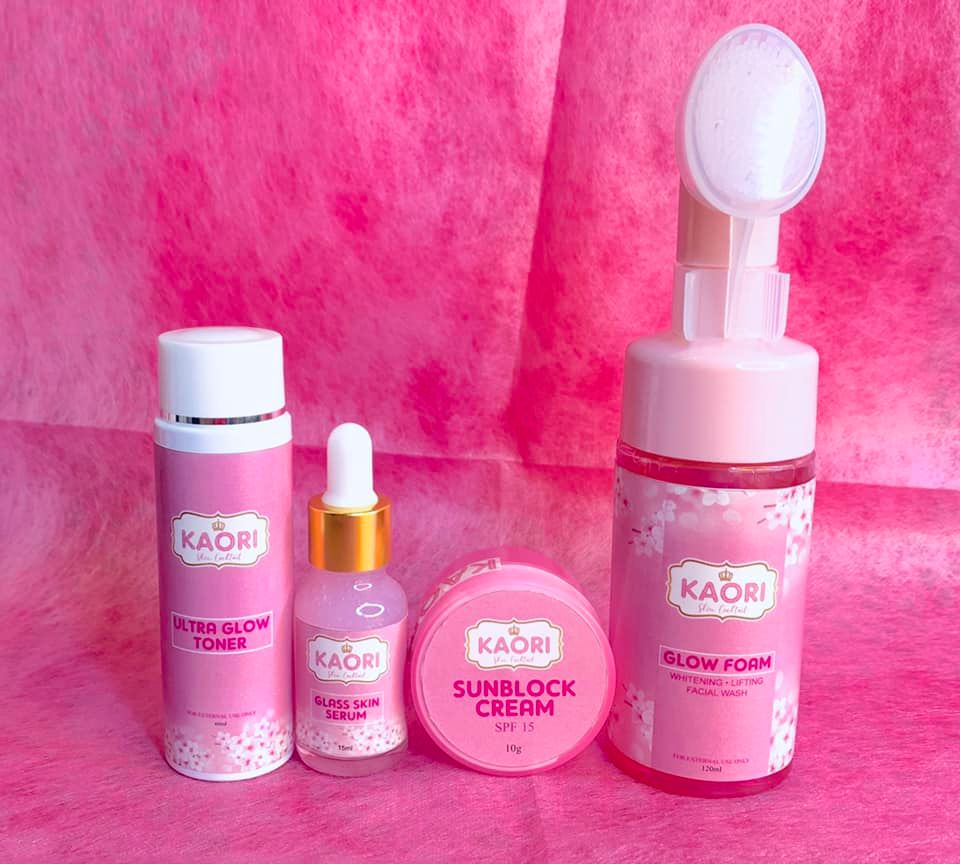 KAORI
Skin Cocktail
ULTRA GLOW
TONER
FOR EXTERNAL USE ONLY
60ml
KAORI
Skin Cocktail
GLASS SKIN
SERUM
15ml
KAORI
Skin Cocktail
SUNBLOCK
CREAM
SPF 15
10g
KAORI
Skin Cocktail
GLOW FOAM
WHITENING • LIFTING
FACIAL WASH
FOR EXTERNAL USE ONLY
120ml